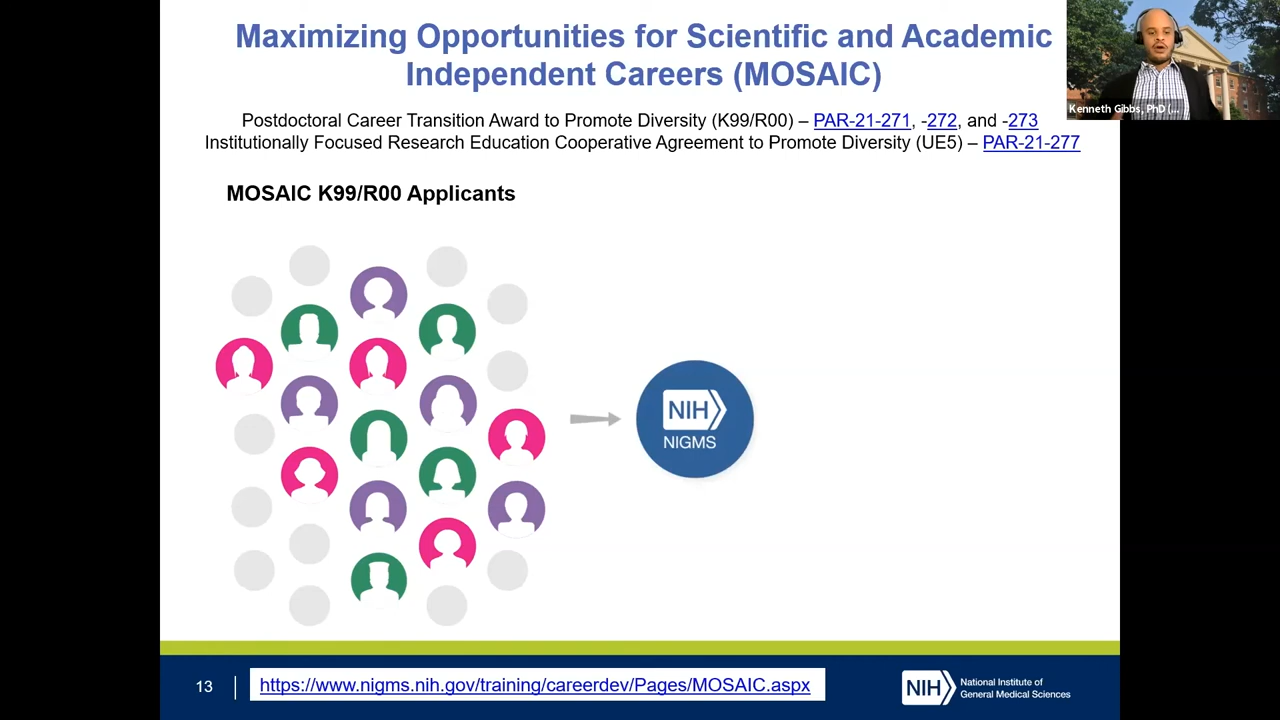 Maximizing Opportunities for Scientific and Academic
Independent Careers (MOSAIC)
Kenneth Gibbs, PhD (...
Postdoctoral Career Transition Award to Promote Diversity (K99/R00) – PAR-21-271, -272, and -273
Institutionally Focused Research Education Cooperative Agreement to Promote Diversity (UE5) – PAR-21-277
MOSAIC K99/R00 Applicants
NIH
NIGMS
13
https://www.nigms.nih.gov/training/careerdev/Pages/MOSAIC.aspx
NIH
National Institute of
General Medical Sciences